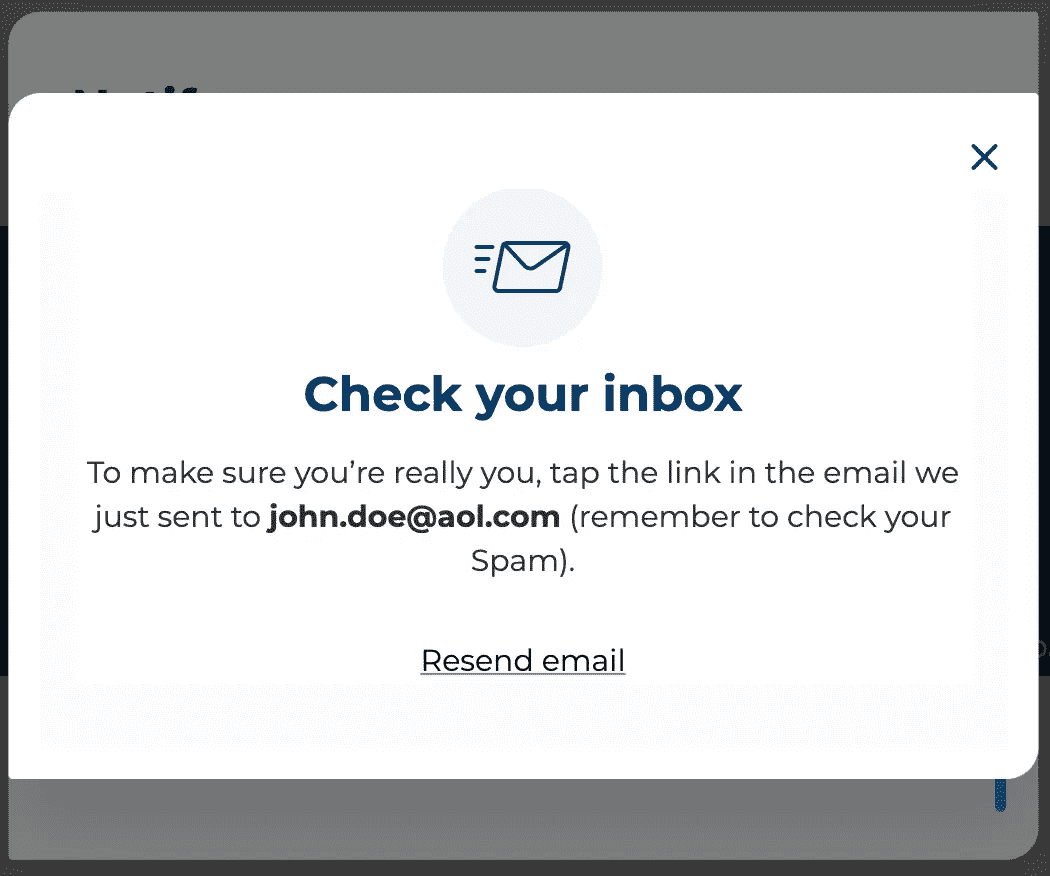 Check your inbox
To make sure you’re really you, tap the link in the email we
just sent to john.doe@aol.com (remember to check your
Spam).
Resend email